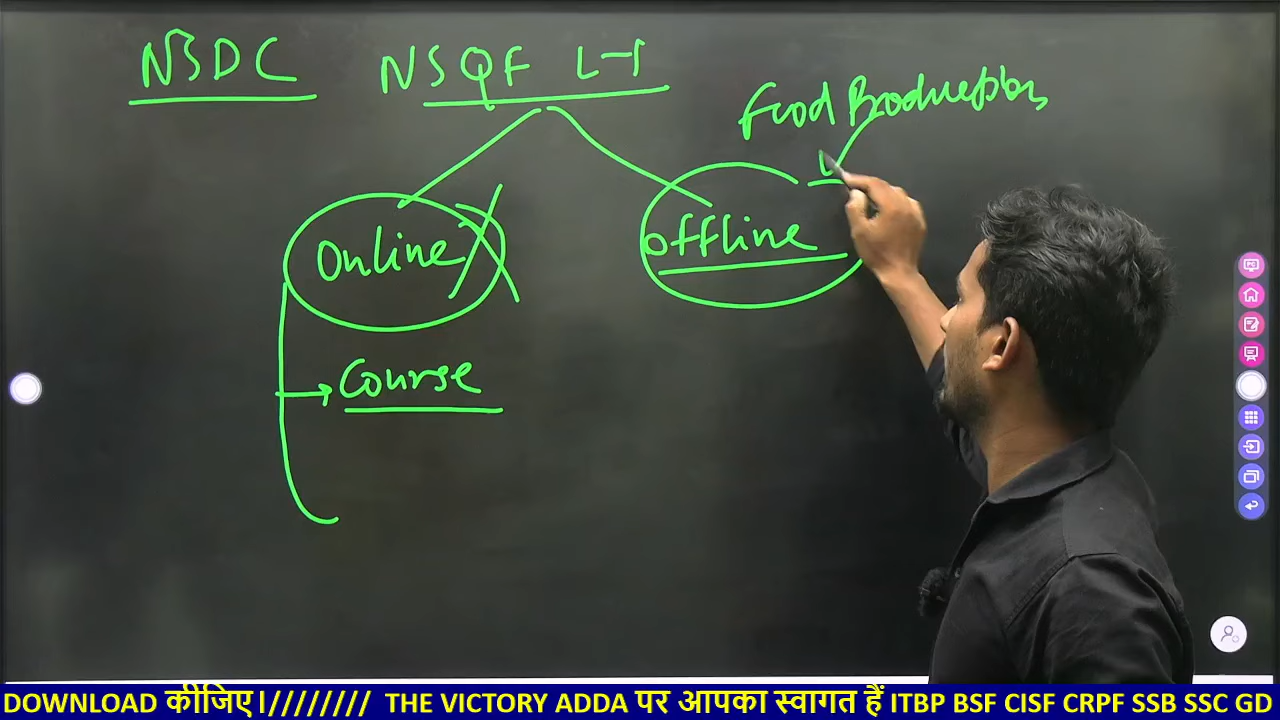 NSDC NSQF L-1
Food Production
Online
offline
Course
DOWNLOAD कीजिए।//////// THE VICTORY ADDA पर आपका स्वागत हैं ITBP BSF CISF CRPF SSB SSC GD